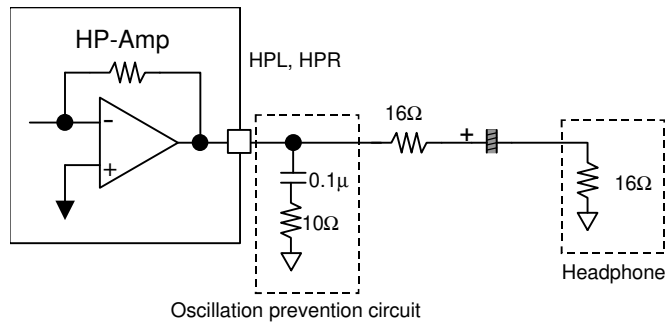 HP-Amp
HPL, HPR
−
+
16Ω
+
0.1μ
10Ω
16Ω
Headphone
Oscillation prevention circuit